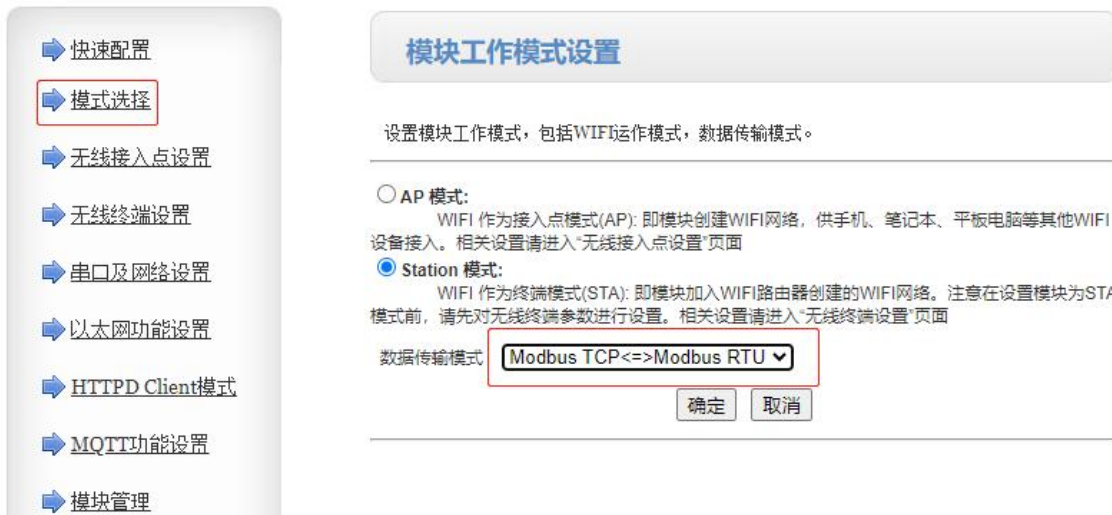 快速配置
模式选择
无线接入点设置
无线终端设置
串口及网络设置
以太网功能设置
HTTPD Client模式
MQTT功能设置
模块管理
模块工作模式设置
设置模块工作模式，包括WIFI运作模式，数据传输模式。
AP 模式:
WIFI 作为接入点模式(AP): 即模块创建WIFI网络，供手机、笔记本、平板电脑等其他WIFI
设备接入。相关设置请进入“无线接入点设置”页面
Station 模式:
WIFI 作为终端模式(STA): 即模块加入WIFI路由器创建的WIFI网络。注意在设置模块为STA
模式前，请先对无线终端参数进行设置。相关设置请进入“无线终端设置”页面
数据传输模式 Modbus TCP<=>Modbus RTU
确定 取消